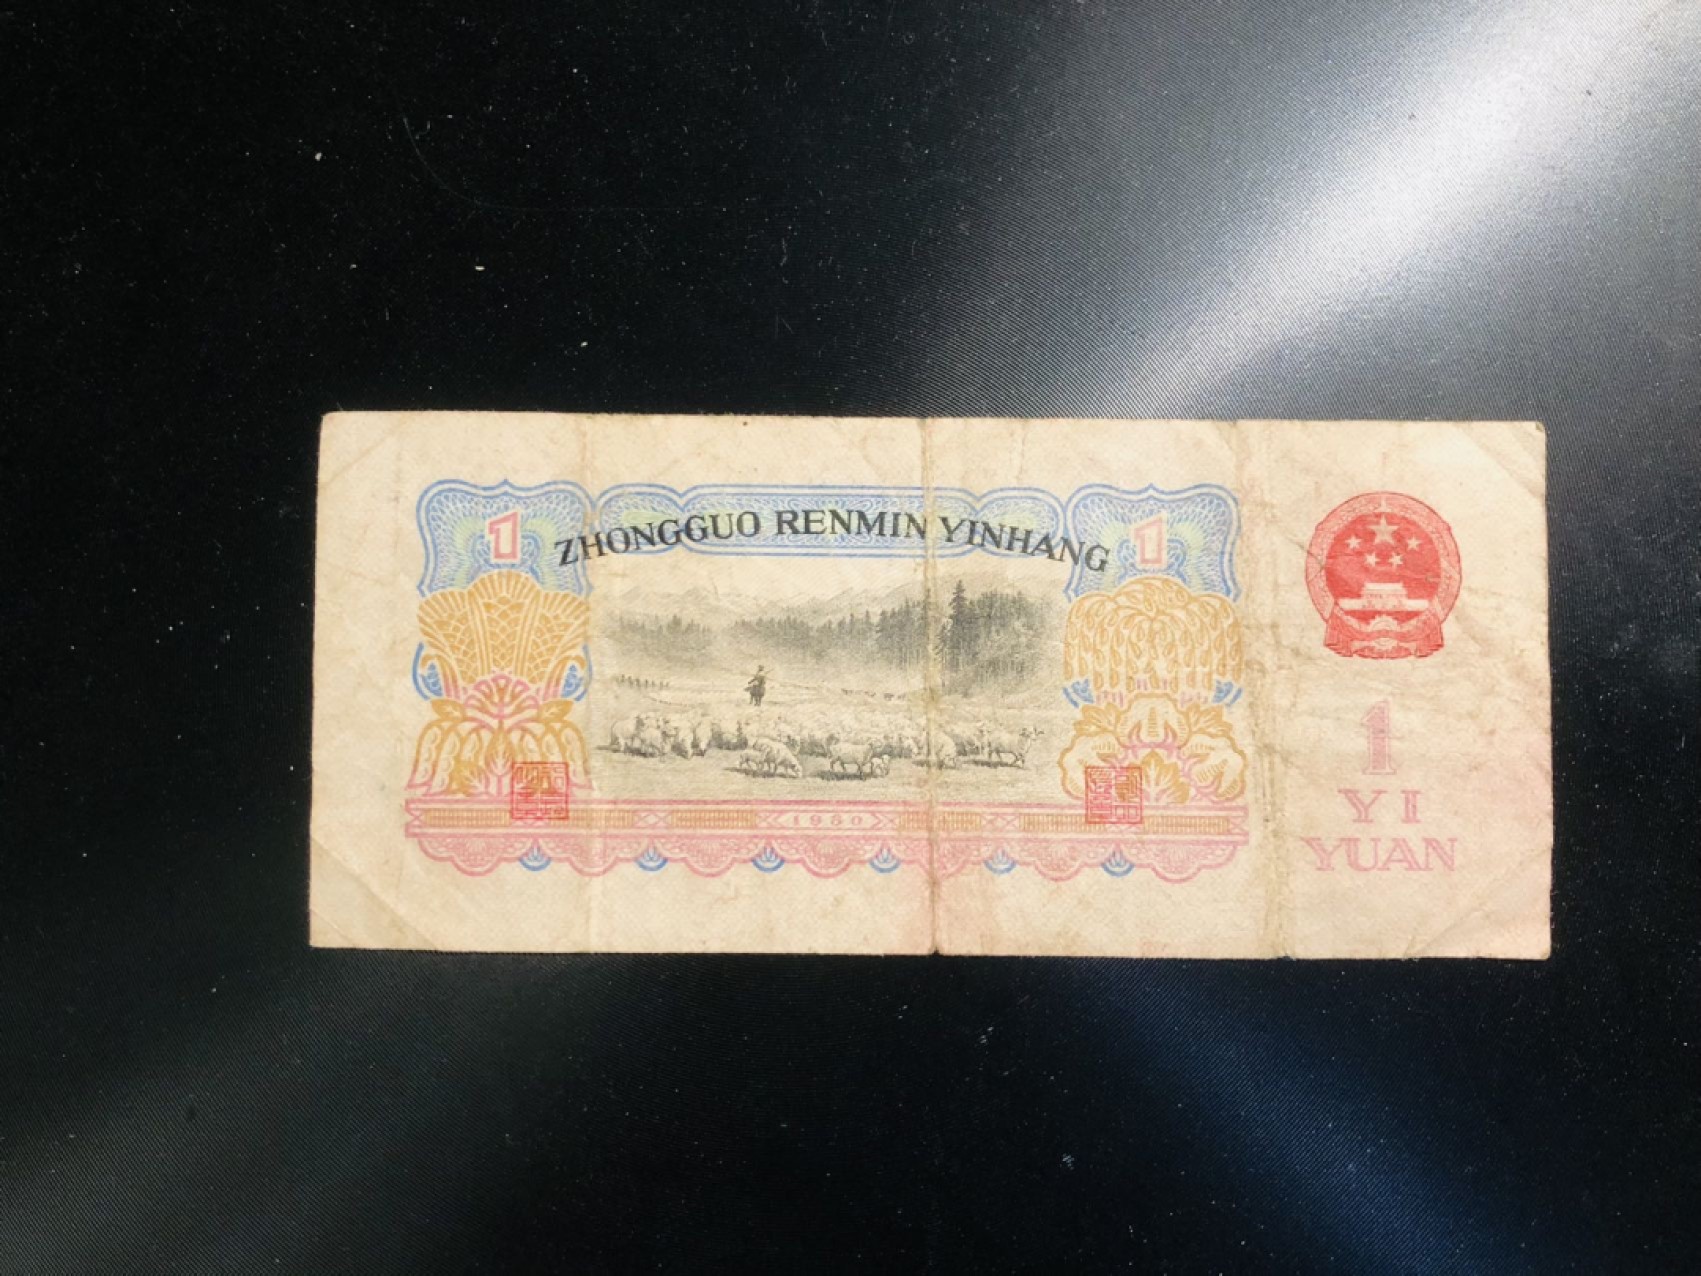 1
ZHONGGUO RENMIN YINHANG
1
1960
1
YI
YUAN